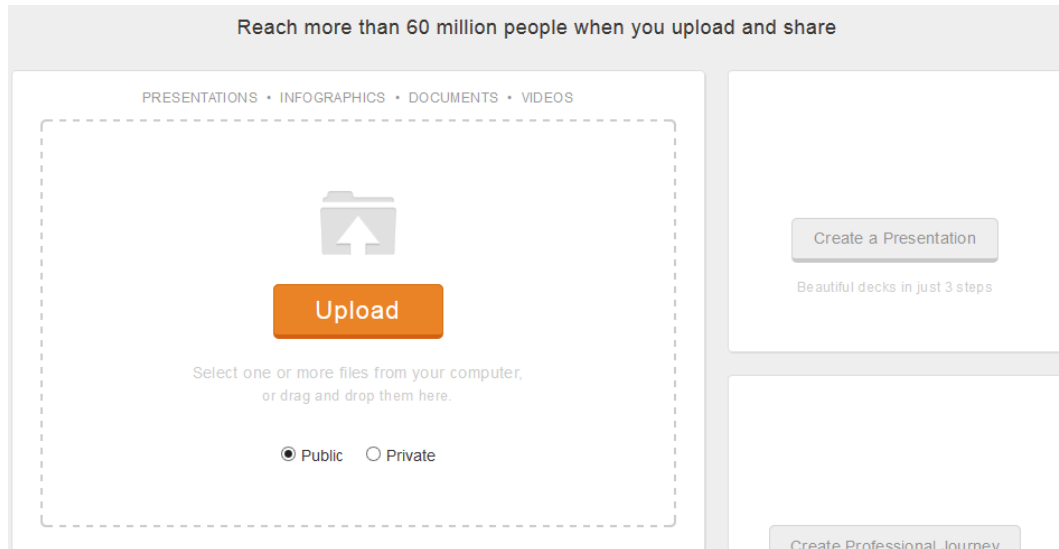 Reach more than 60 million people when you upload and share
PRESENTATIONS • INFOGRAPHICS • DOCUMENTS • VIDEOS
Upload
Select one or more files from your computer,
or drag and drop them here.
Public Private
Create a Presentation
Beautiful decks in just 3 steps
Create Professional Journey